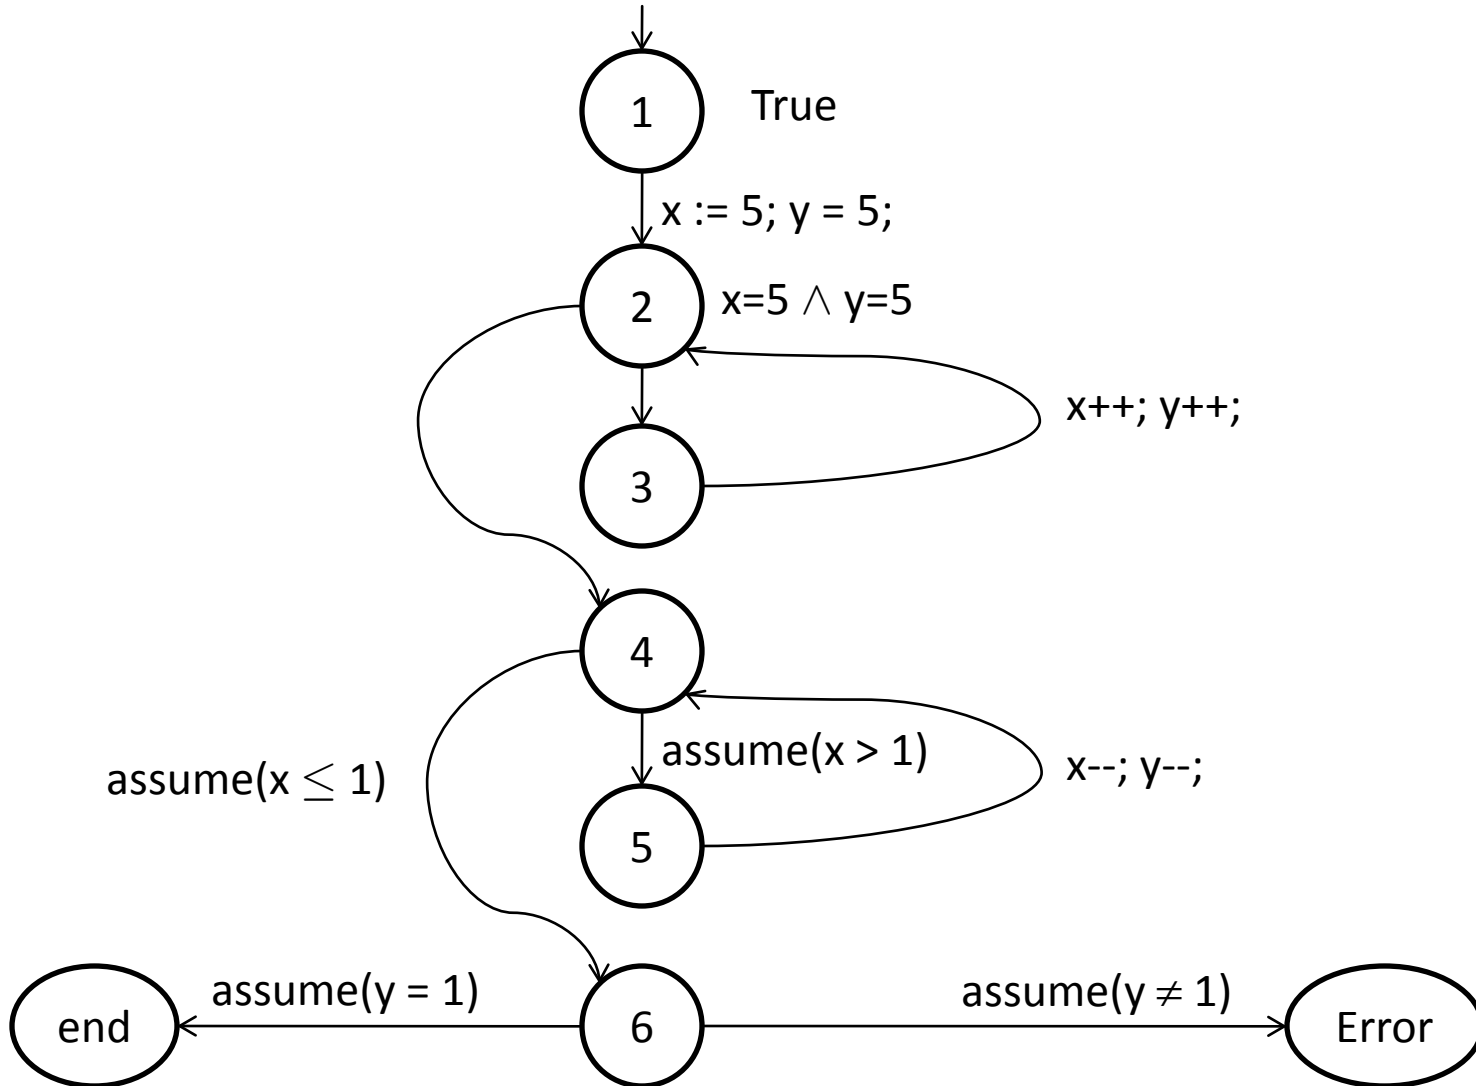 1 True
x := 5; y = 5;
2 x=5 ∧ y=5
x++; y++;
3
4
assume(x > 1)
assume(x ≤ 1)
x--; y--;
5
assume(y = 1)
assume(y ≠ 1)
end
6
Error